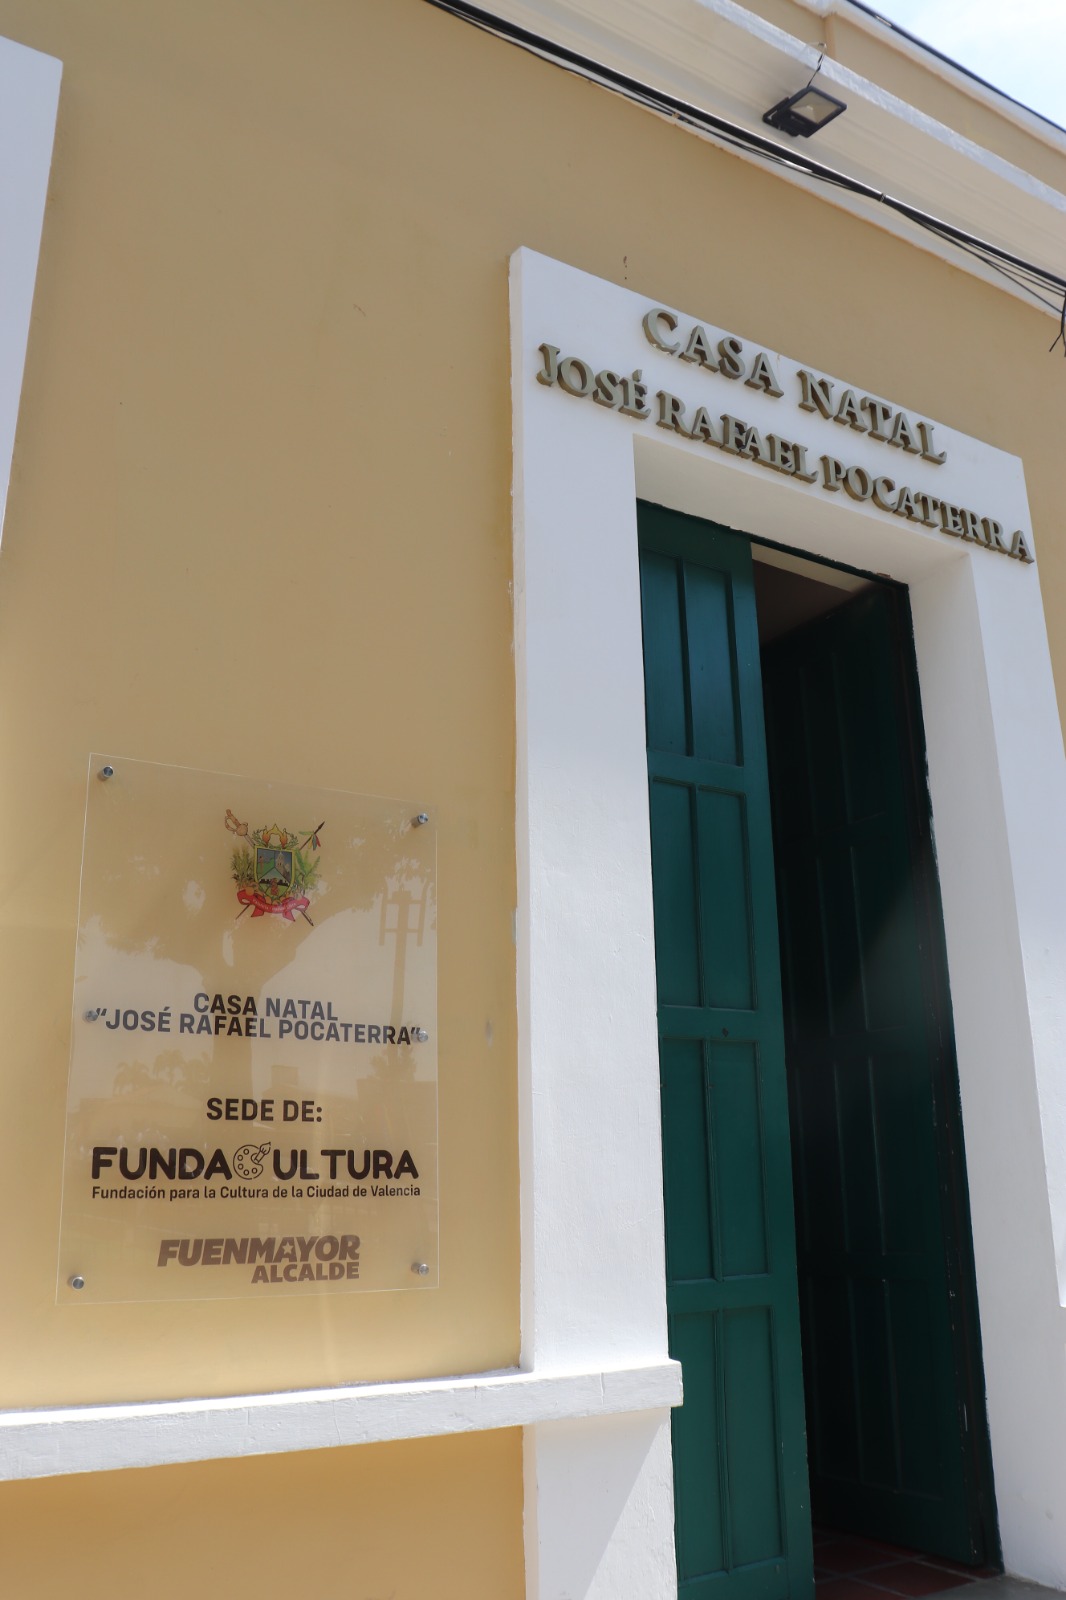 CASA NATAL
JOSÉ RAFAEL POCATERRA
CASA NATAL
"JOSÉ RAFAEL POCATERRA"
SEDE DE:
FUNDACULTURA
Fundación para la Cultura de la Ciudad de Valencia
FUENMAYOR
ALCALDE